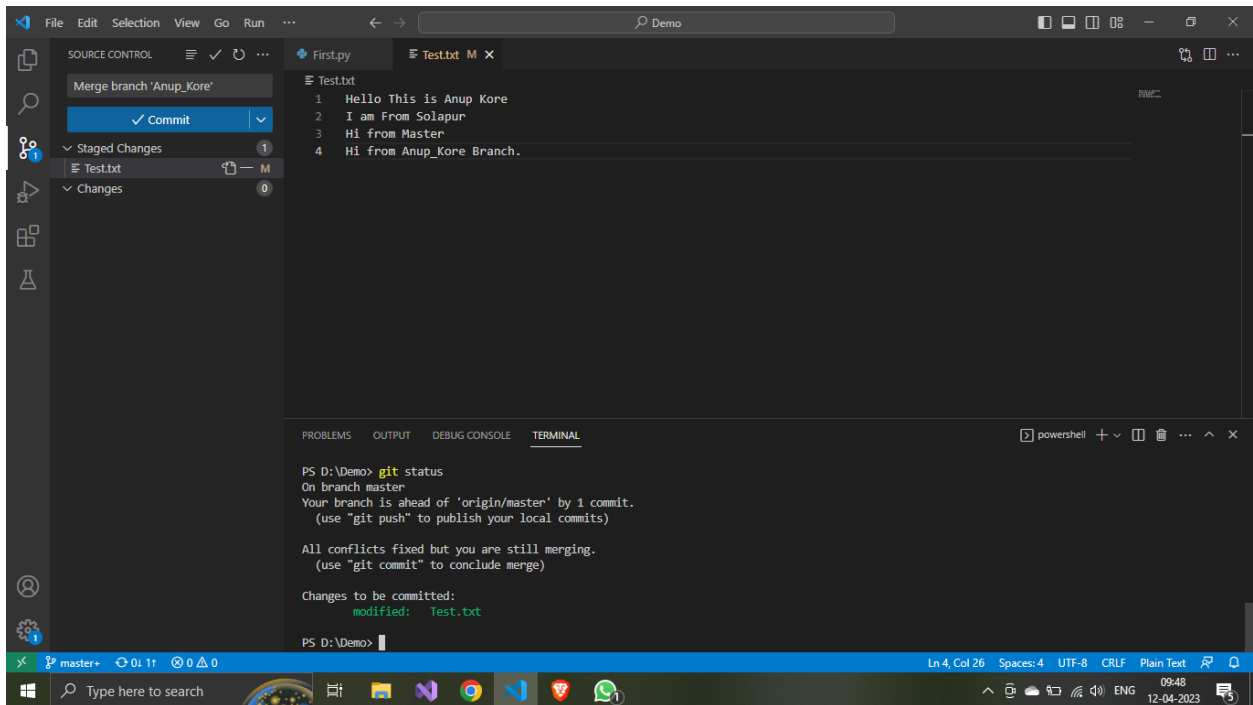 File Edit Selection View Go Run ···
Demo
SOURCE CONTROL
Merge branch 'Anup_Kore'
Commit
Staged Changes 1
Test.txt M
Changes 0
First.py Test.txt M
Test.txt
1 Hello This is Anup Kore
2 I am From Solapur
3 Hi from Master
4 Hi from Anup_Kore Branch.
PROBLEMS OUTPUT DEBUG CONSOLE TERMINAL powershell
PS D:\Demo> git status
On branch master
Your branch is ahead of 'origin/master' by 1 commit.
(use "git push" to publish your local commits)
All conflicts fixed but you are still merging.
(use "git commit" to conclude merge)
Changes to be committed:
modified: Test.txt
PS D:\Demo>
1
1
master+ 0↓ 1↑ 0 0 Ln 4, Col 26 Spaces: 4 UTF-8 CRLF Plain Text
Type here to search 1 ENG 09:48
12-04-2023 5